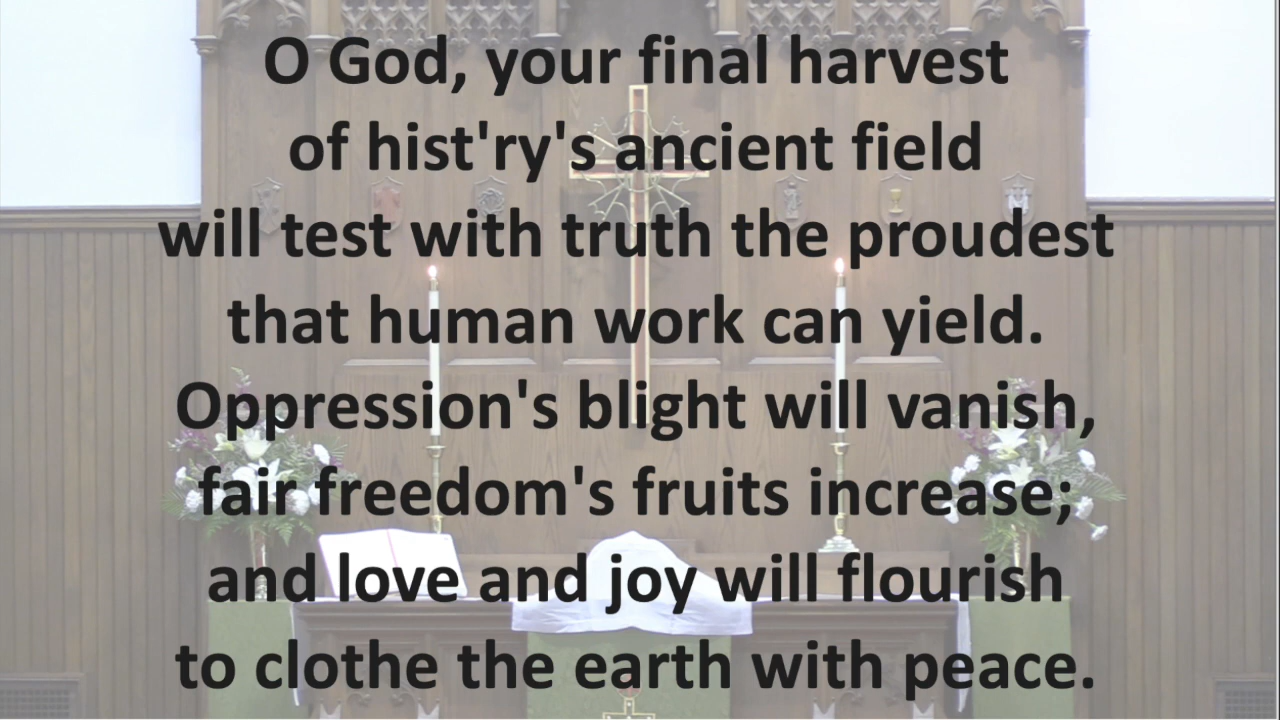 O God, your final harvest
of hist'ry's ancient field
will test with truth the proudest
that human work can yield.
Oppression's blight will vanish,
fair freedom's fruits increase;
and love and joy will flourish
to clothe the earth with peace.